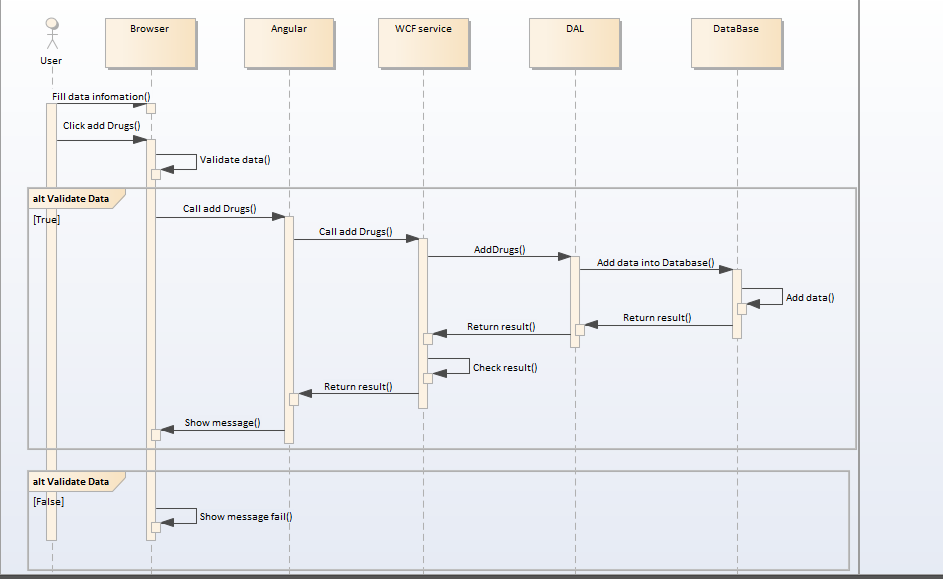 Browser
Angular
WCF service
DAL
DataBase
User
Fill data infomation()
Click add Drugs()
Validate data()
alt Validate Data
[True]
Call add Drugs()
Call add Drugs()
AddDrugs()
Add data into Database()
Add data()
Return result()
Return result()
Check result()
Return result()
Show message()
alt Validate Data
[False]
Show message fail()